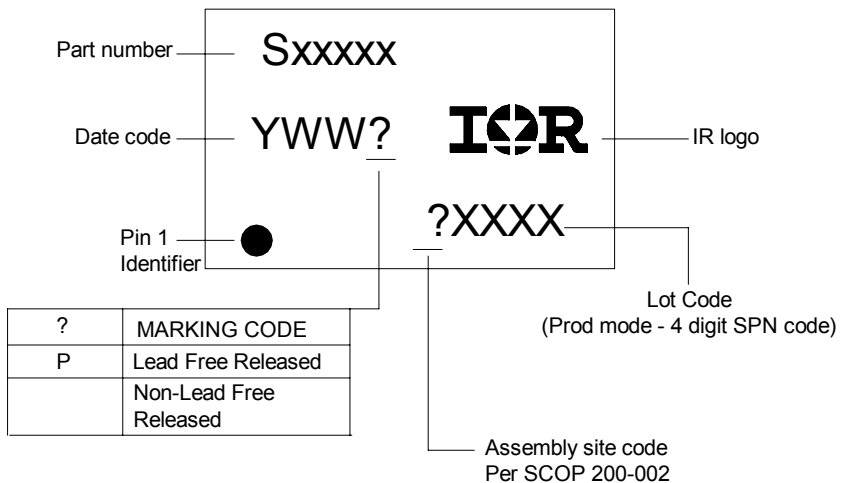 Part number
Sxxxxx
Date code
YWW?
IOR
IR logo
?XXXX
Pin 1
Identifier
Lot Code
(Prod mode - 4 digit SPN code)
? MARKING CODE
P Lead Free Released
Non-Lead Free
Released
Assembly site code
Per SCOP 200-002